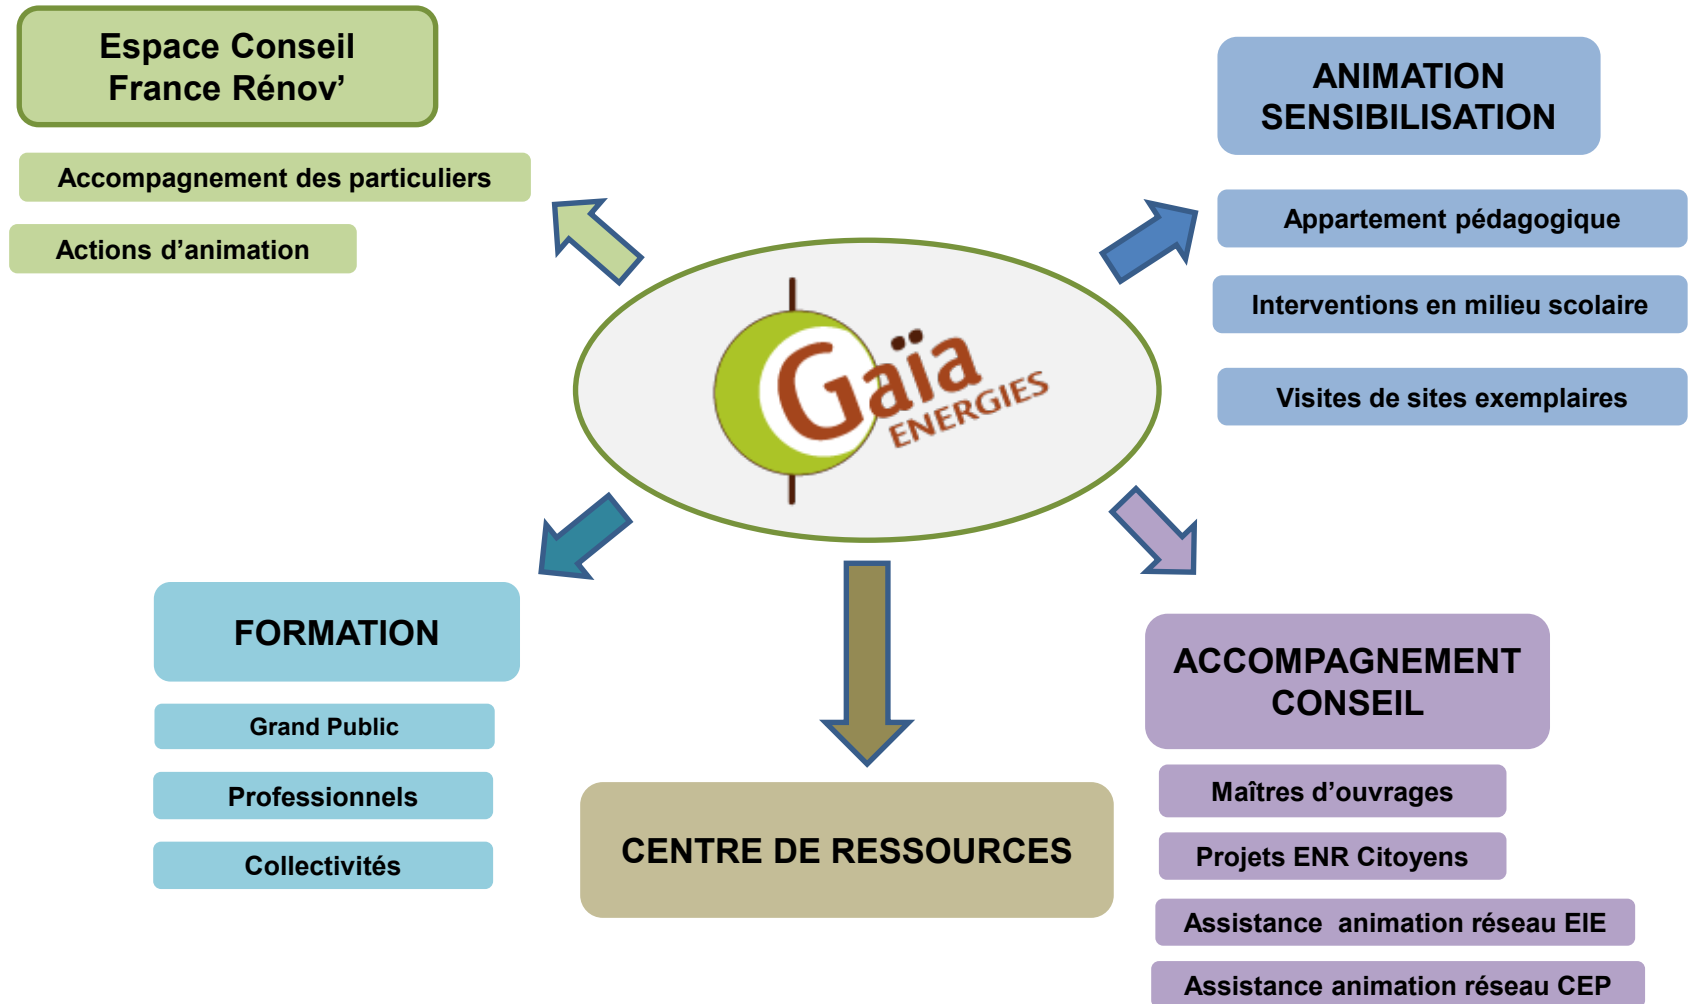 Espace Conseil
France Rénov’
Accompagnement des particuliers
Actions d’animation
ANIMATION
SENSIBILISATION
Appartement pédagogique
Interventions en milieu scolaire
Visites de sites exemplaires
Gaïa
ENERGIES
FORMATION
Grand Public
Professionnels
Collectivités
CENTRE DE RESSOURCES
ACCOMPAGNEMENT
CONSEIL
Maîtres d’ouvrages
Projets ENR Citoyens
Assistance  animation réseau EIE
Assistance animation réseau CEP